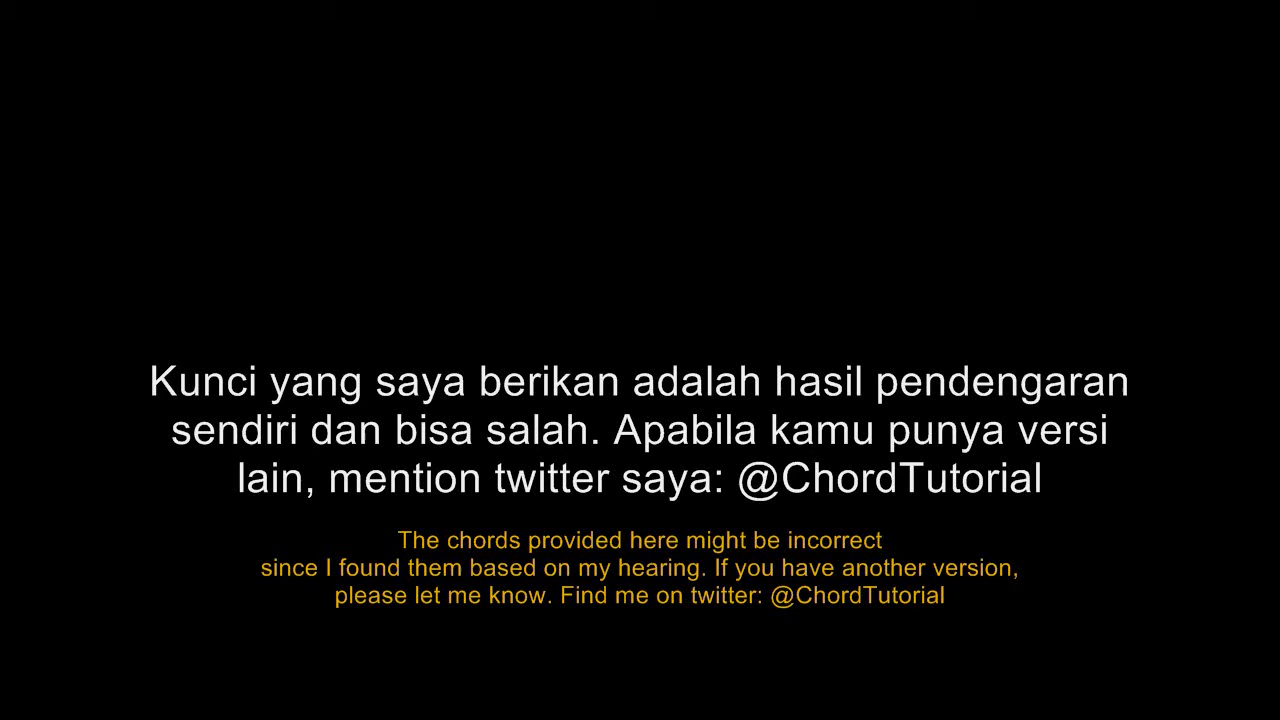 Kunci yang saya berikan adalah hasil pendengaran
sendiri dan bisa salah. Apabila kamu punya versi
lain, mention twitter saya: @ChordTutorial
The chords provided here might be incorrect
since I found them based on my hearing. If you have another version,
please let me know. Find me on twitter: @ChordTutorial